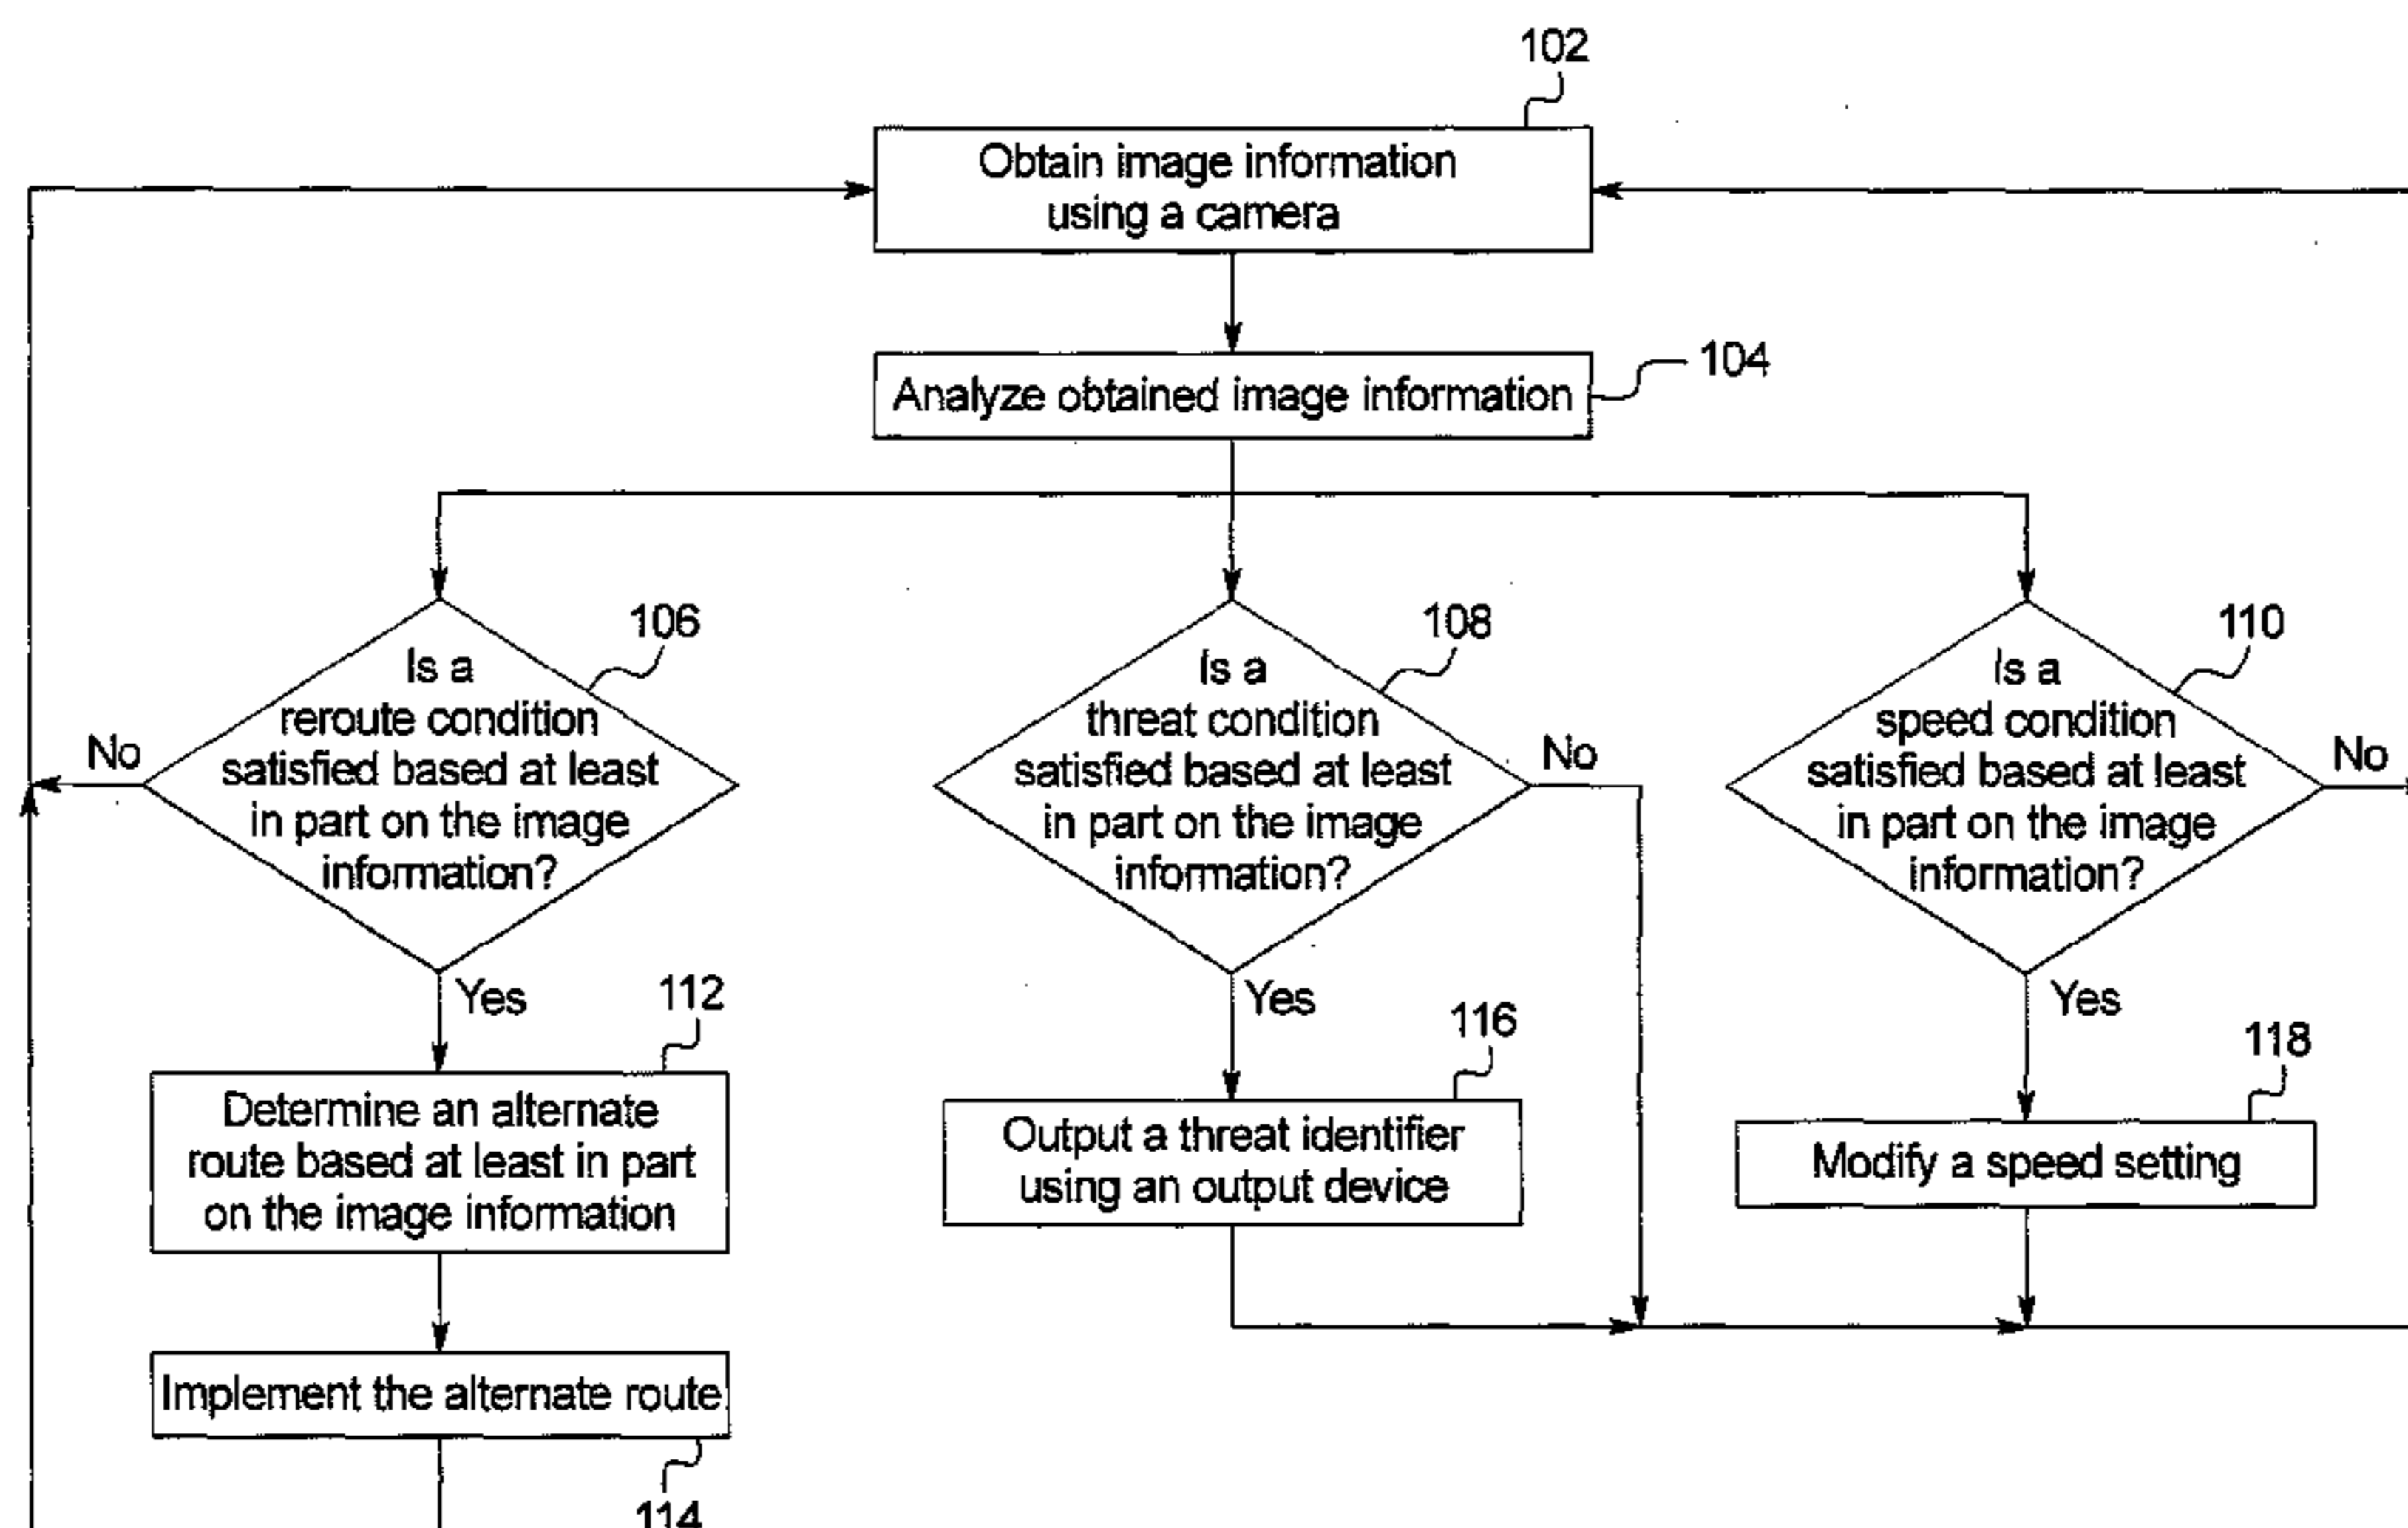 102
Obtain image information
using a camera
Analyze obtained image information
104
106
Is a
reroute condition
satisfied based at least
in part on the image
information?
No
Yes
108
Is a
threat condition
satisfied based at least
in part on the image
information?
No
Yes
110
Is a
speed condition
satisfied based at least
in part on the image
information?
No
Yes
112
Determine an alternate
route based at least in part
on the image information
116
Output a threat identifier
using an output device
118
Modify a speed setting
Implement the alternate route
114